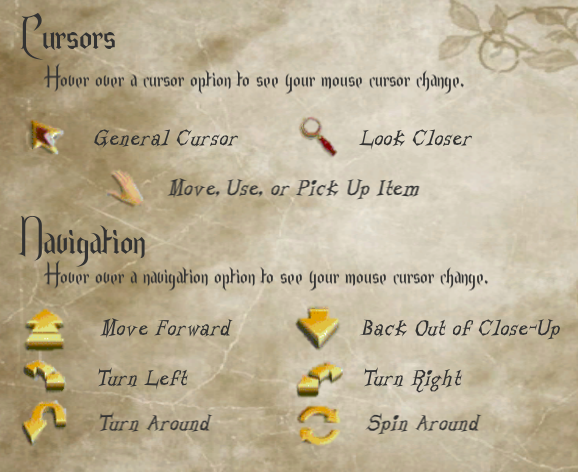 Cursors
Hover over a cursor option to see your mouse cursor change.
General Cursor
Look Closer
Move, Use, or Pick Up Item
Navigation
Hover over a navigation option to see your mouse cursor change.
Move Forward
Back Out of Close-Up
Turn Left
Turn Right
Turn Around
Spin Around